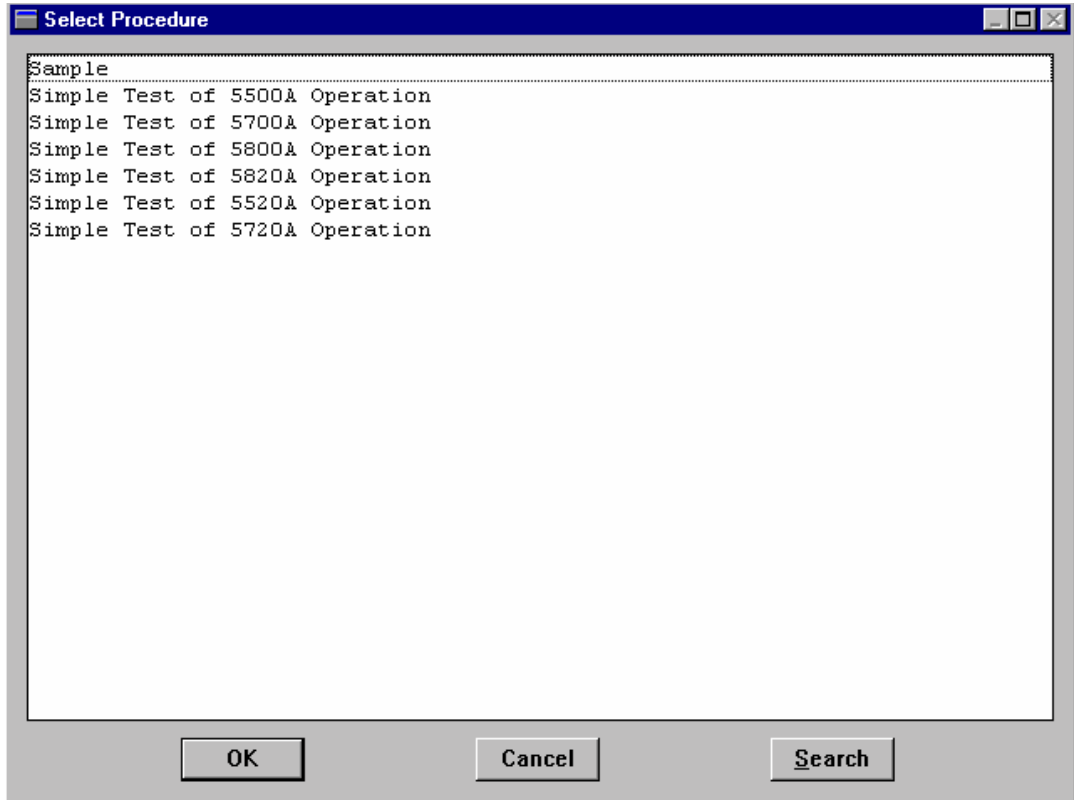 Select Procedure
Sample
Simple Test of 5500A Operation
Simple Test of 5700A Operation
Simple Test of 5800A Operation
Simple Test of 5820A Operation
Simple Test of 5520A Operation
Simple Test of 5720A Operation
OK Cancel Search